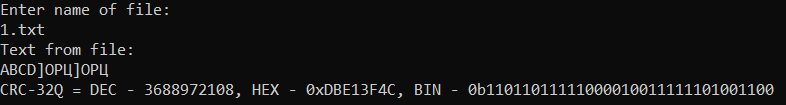 Enter name of file:
1.txt
Text from file:
ABCD]ОРЦ]ОРЦ
CRC-32Q = DEC - 3688972108, HEX - 0xDBE13F4C, BIN - 0b11011011111000010011111101001100